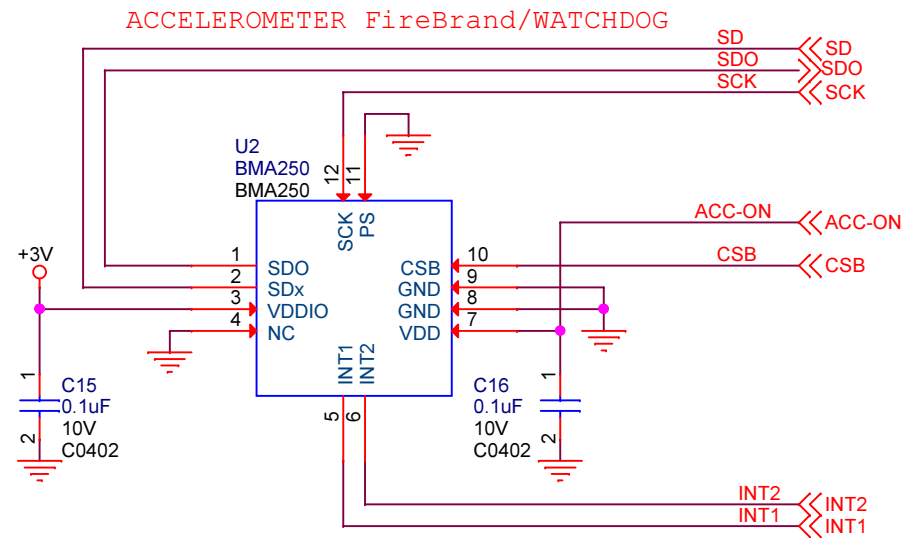 ACCELEROMETER FireBrand/WATCHDOG
SD
SD
SDO
SDO
SCK
SCK
U2
BMA250
BMA250
12
11
SCK
PS
ACC-ON
ACC-ON
CSB
CSB
+3V
1
SDO
2
SDx
3
VDDIO
4
NC
10
CSB
9
GND
8
GND
7
VDD
INT1
INT2
5
6
1
C15
0.1uF
10V
2
C0402
1
C16
0.1uF
10V
2
C0402
INT2
INT2
INT1
INT1